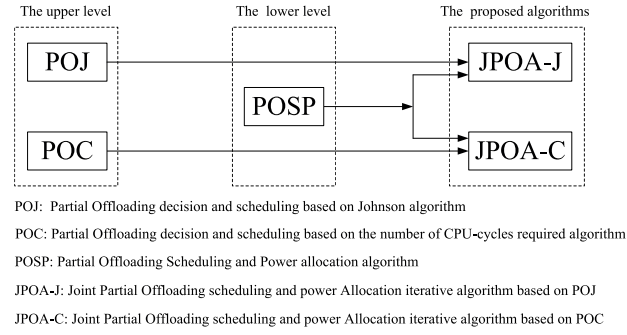 The upper level
The lower level
The proposed algorithms
POJ
JPOA-J
POSP
POC
JPOA-C
POJ: Partial Offloading decision and scheduling based on Johnson algorithm
POC: Partial Offloading decision and scheduling based on the number of CPU-cycles required algorithm
POSP: Partial Offloading Scheduling and Power allocation algorithm
JPOA-J: Joint Partial Offloading scheduling and power Allocation iterative algorithm based on POJ
JPOA-C: Joint Partial Offloading scheduling and power Allocation iterative algorithm based on POC